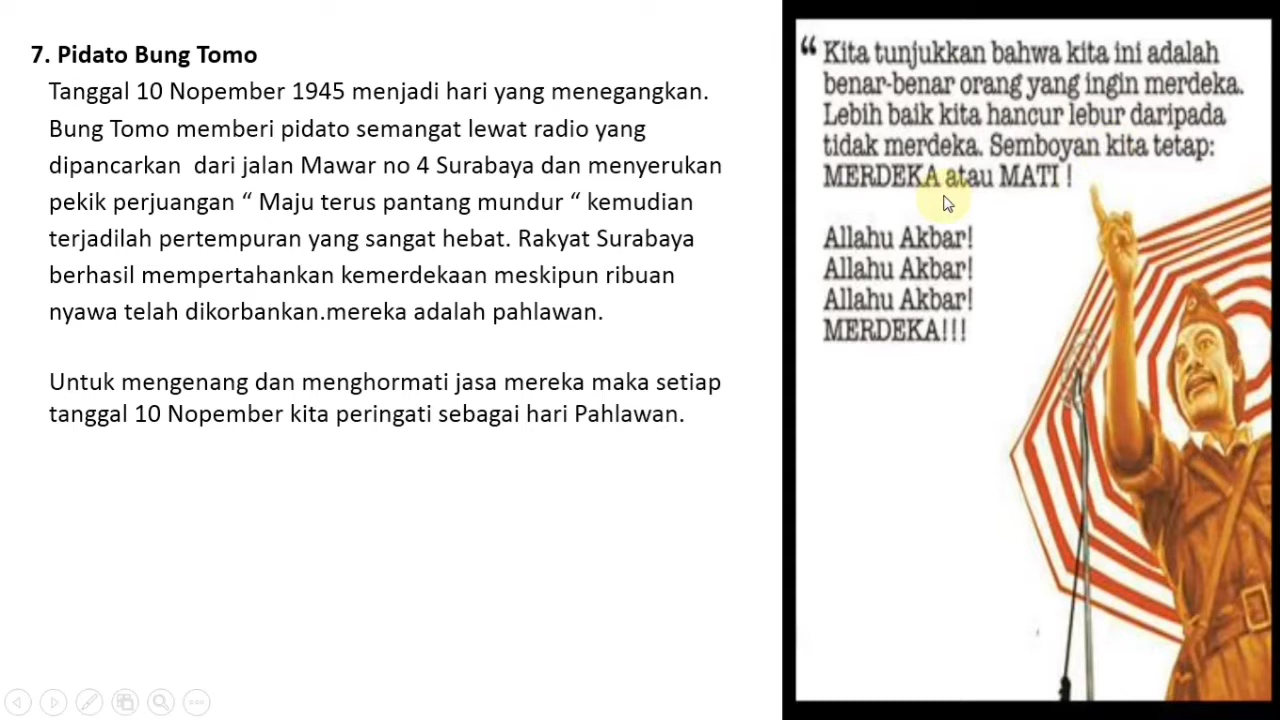 7. Pidato Bung Tomo
Tanggal 10 Nopember 1945 menjadi hari yang menegangkan.
Bung Tomo memberi pidato semangat lewat radio yang
dipancarkan dari jalan Mawar no 4 Surabaya dan menyerukan
pekik perjuangan “ Maju terus pantang mundur “ kemudian
terjadilah pertempuran yang sangat hebat. Rakyat Surabaya
berhasil mempertahankan kemerdekaan meskipun ribuan
nyawa telah dikorbankan.mereka adalah pahlawan.
Untuk mengenang dan menghormati jasa mereka maka setiap
tanggal 10 Nopember kita peringati sebagai hari Pahlawan.
“ Kita tunjukkan bahwa kita ini adalah
benar-benar orang yang ingin merdeka.
Lebih baik kita hancur lebur daripada
tidak merdeka. Semboyan kita tetap:
MERDEKA atau MATI !
Allahu Akbar!
Allahu Akbar!
Allahu Akbar!
MERDEKA!!!